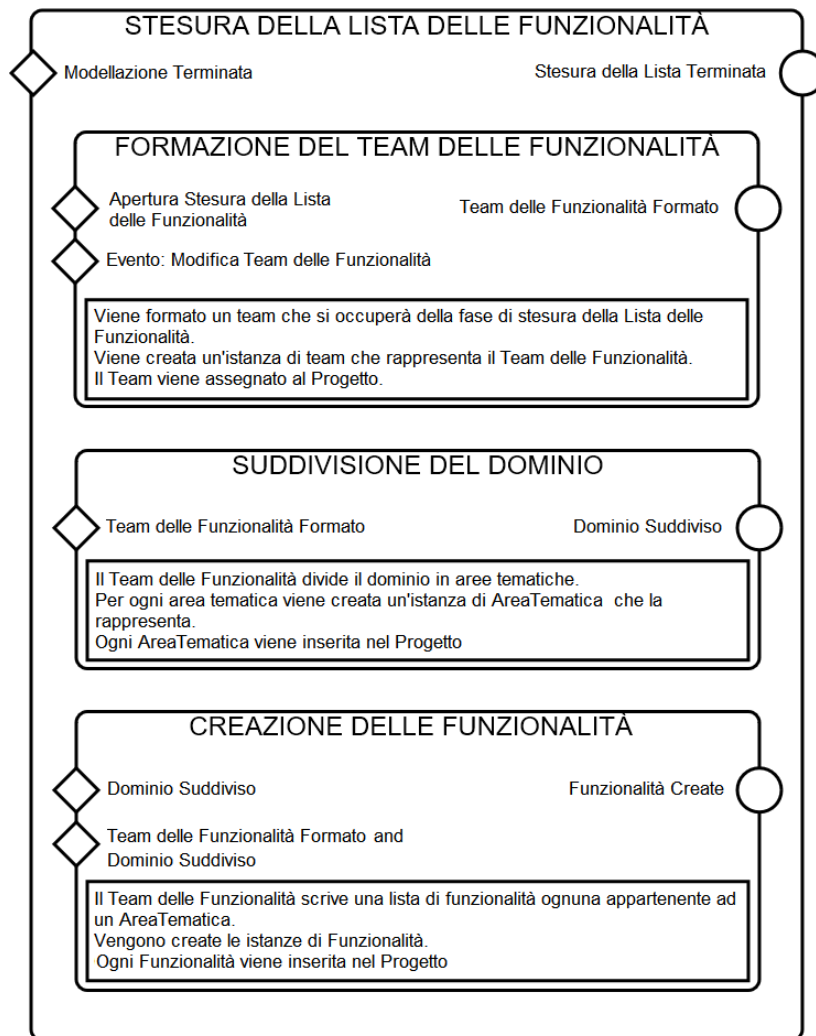 STESURA DELLA LISTA DELLE FUNZIONALITÀ
Modellazione Terminata
Stesura della Lista Terminata
FORMAZIONE DEL TEAM DELLE FUNZIONALITÀ
Apertura Stesura della Lista
delle Funzionalità
Team delle Funzionalità Formato
Evento: Modifica Team delle Funzionalità
Viene formato un team che si occuperà della fase di stesura della Lista delle
Funzionalità.
Viene creata un'istanza di team che rappresenta il Team delle Funzionalità.
Il Team viene assegnato al Progetto.
SUDDIVISIONE DEL DOMINIO
Team delle Funzionalità Formato
Dominio Suddiviso
Il Team delle Funzionalità divide il dominio in aree tematiche.
Per ogni area tematica viene creata un'istanza di AreaTematica che la
rappresenta.
Ogni AreaTematica viene inserita nel Progetto
CREAZIONE DELLE FUNZIONALITÀ
Dominio Suddiviso
Funzionalità Create
Team delle Funzionalità Formato and
Dominio Suddiviso
Il Team delle Funzionalità scrive una lista di funzionalità ognuna appartenente ad
un AreaTematica.
Vengono create le istanze di Funzionalità.
Ogni Funzionalità viene inserita nel Progetto